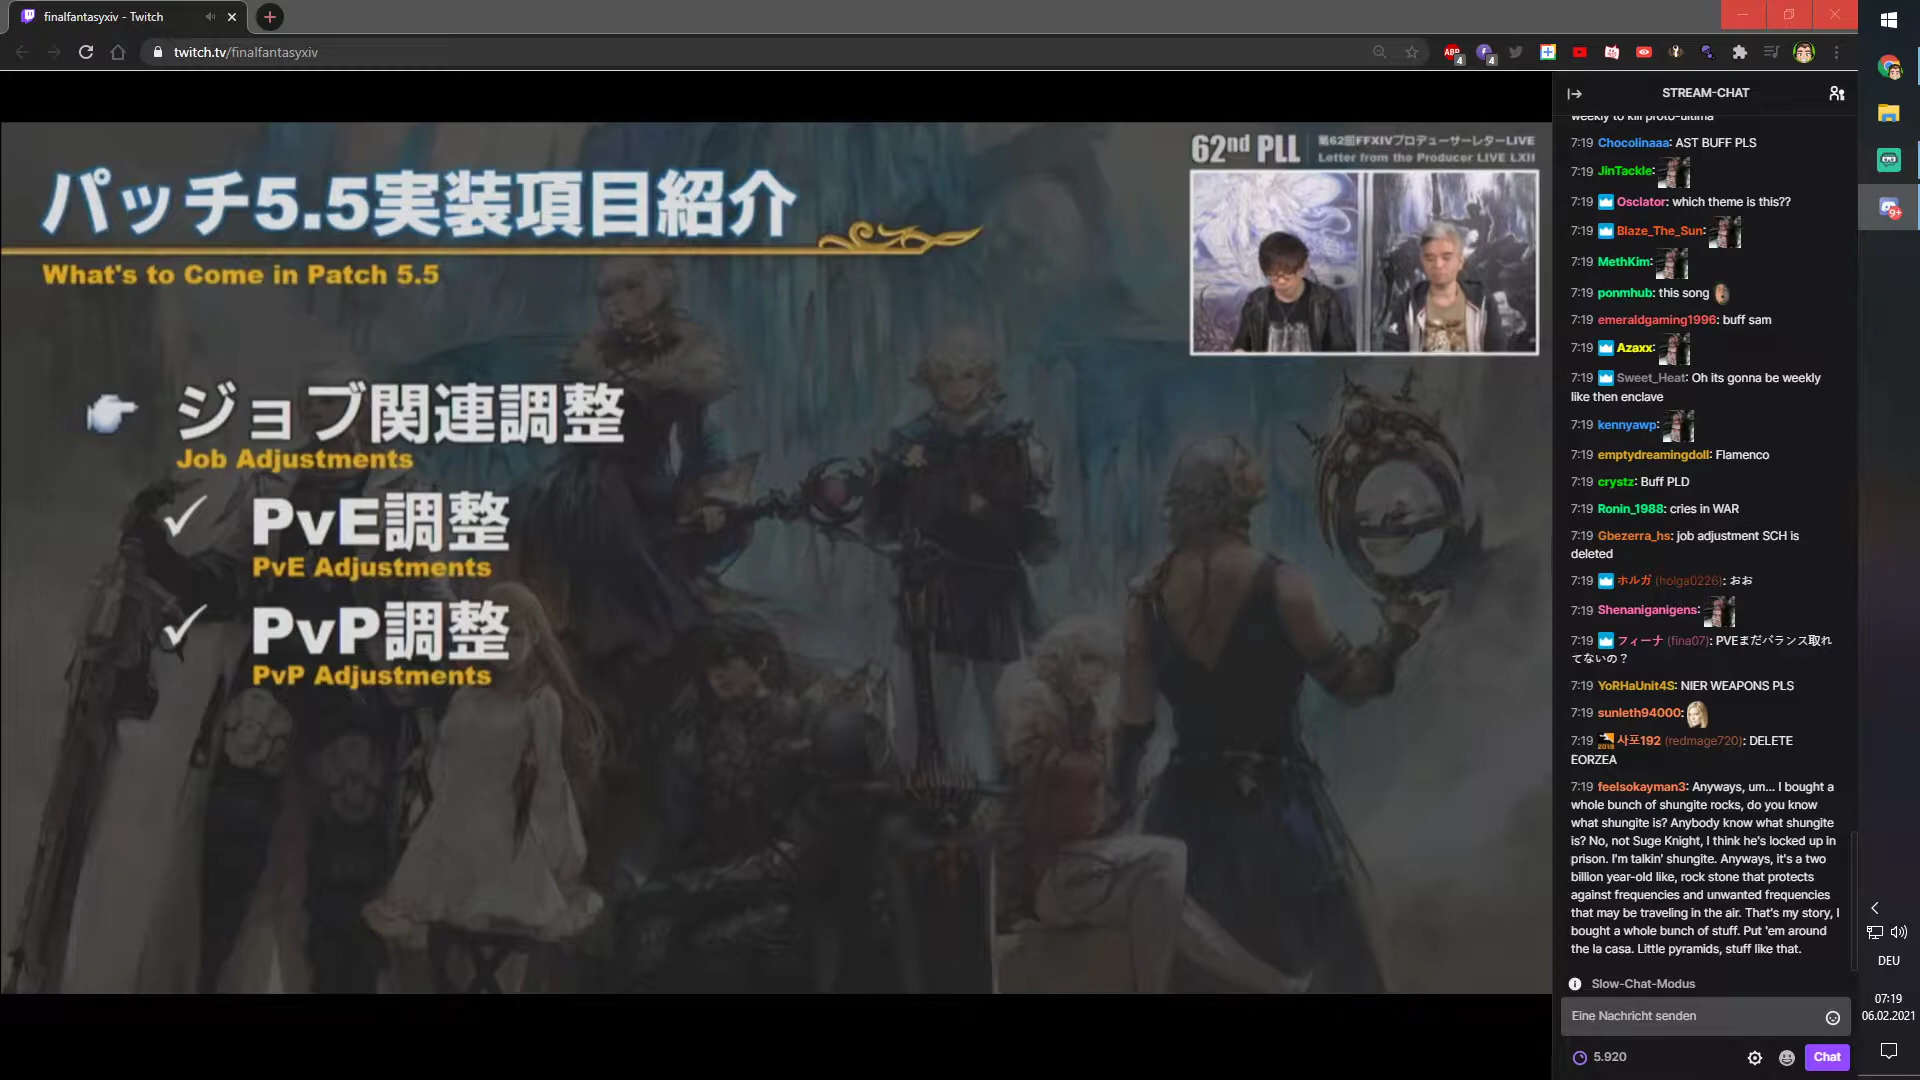 finalfantasyxiv - Twitch
twitch.tv/finalfantasyxiv
4
4
パッチ5.5実装項目紹介
What's to Come in Patch 5.5
ジョブ関連調整
Job Adjustments
PvE調整
PvE Adjustments
PvP調整
PvP Adjustments
62nd PLL
第62回FFXIVプロデューサーレターLIVE
Letter from the Producer LIVE LXII
STREAM-CHAT
weekly to kill proto-ultima
7:19 Chocolinaaa: AST BUFF PLS
7:19 JinTackle:
7:19 Osclator: which theme is this??
7:19 Blaze_The_Sun:
7:19 MethKim:
7:19 ponmhub: this song
7:19 emeraldgaming1996: buff sam
7:19 Azaxx:
7:19 Sweet_Heat: Oh its gonna be weekly
like then enclave
7:19 kennyawp:
7:19 emptydreamingdoll: Flamenco
7:19 crystz: Buff PLD
7:19 Ronin_1988: cries in WAR
7:19 Gbezerra_hs: job adjustment SCH is
deleted
7:19 ホルガ (holga0226): おお
7:19 Shenaniganigens:
7:19 フィーナ (fina07): PVEまだバランス取れ
てないの？
7:19 YoRHaUnit4S: NIER WEAPONS PLS
7:19 sunleth94000:
7:19 2019 사포192 (redmage720): DELETE
EORZEA
7:19 feelsokayman3: Anyways, um... I bought a
whole bunch of shungite rocks, do you know
what shungite is? Anybody know what shungite
is? No, not Suge Knight, I think he's locked up in
prison. I'm talkin' shungite. Anyways, it's a two
billion year-old like, rock stone that protects
against frequencies and unwanted frequencies
that may be traveling in the air. That's my story, I
bought a whole bunch of stuff. Put 'em around
the la casa. Little pyramids, stuff like that.
Slow-Chat-Modus
Eine Nachricht senden
5.920
Chat
9+
DEU
07:19
06.02.2021